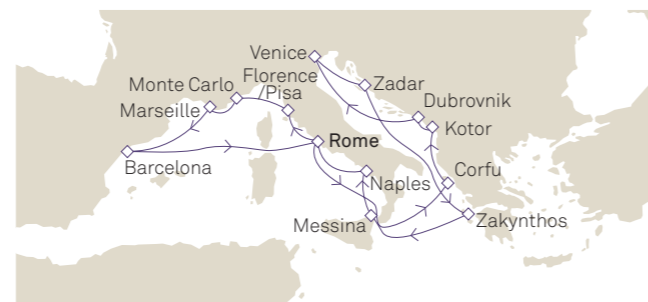 Venice
Monte Carlo
Florence
/Pisa
Zadar
Marseille
Dubrovnik
Kotor
Rome
Barcelona
Corfu
Naples
Messina
Zakynthos